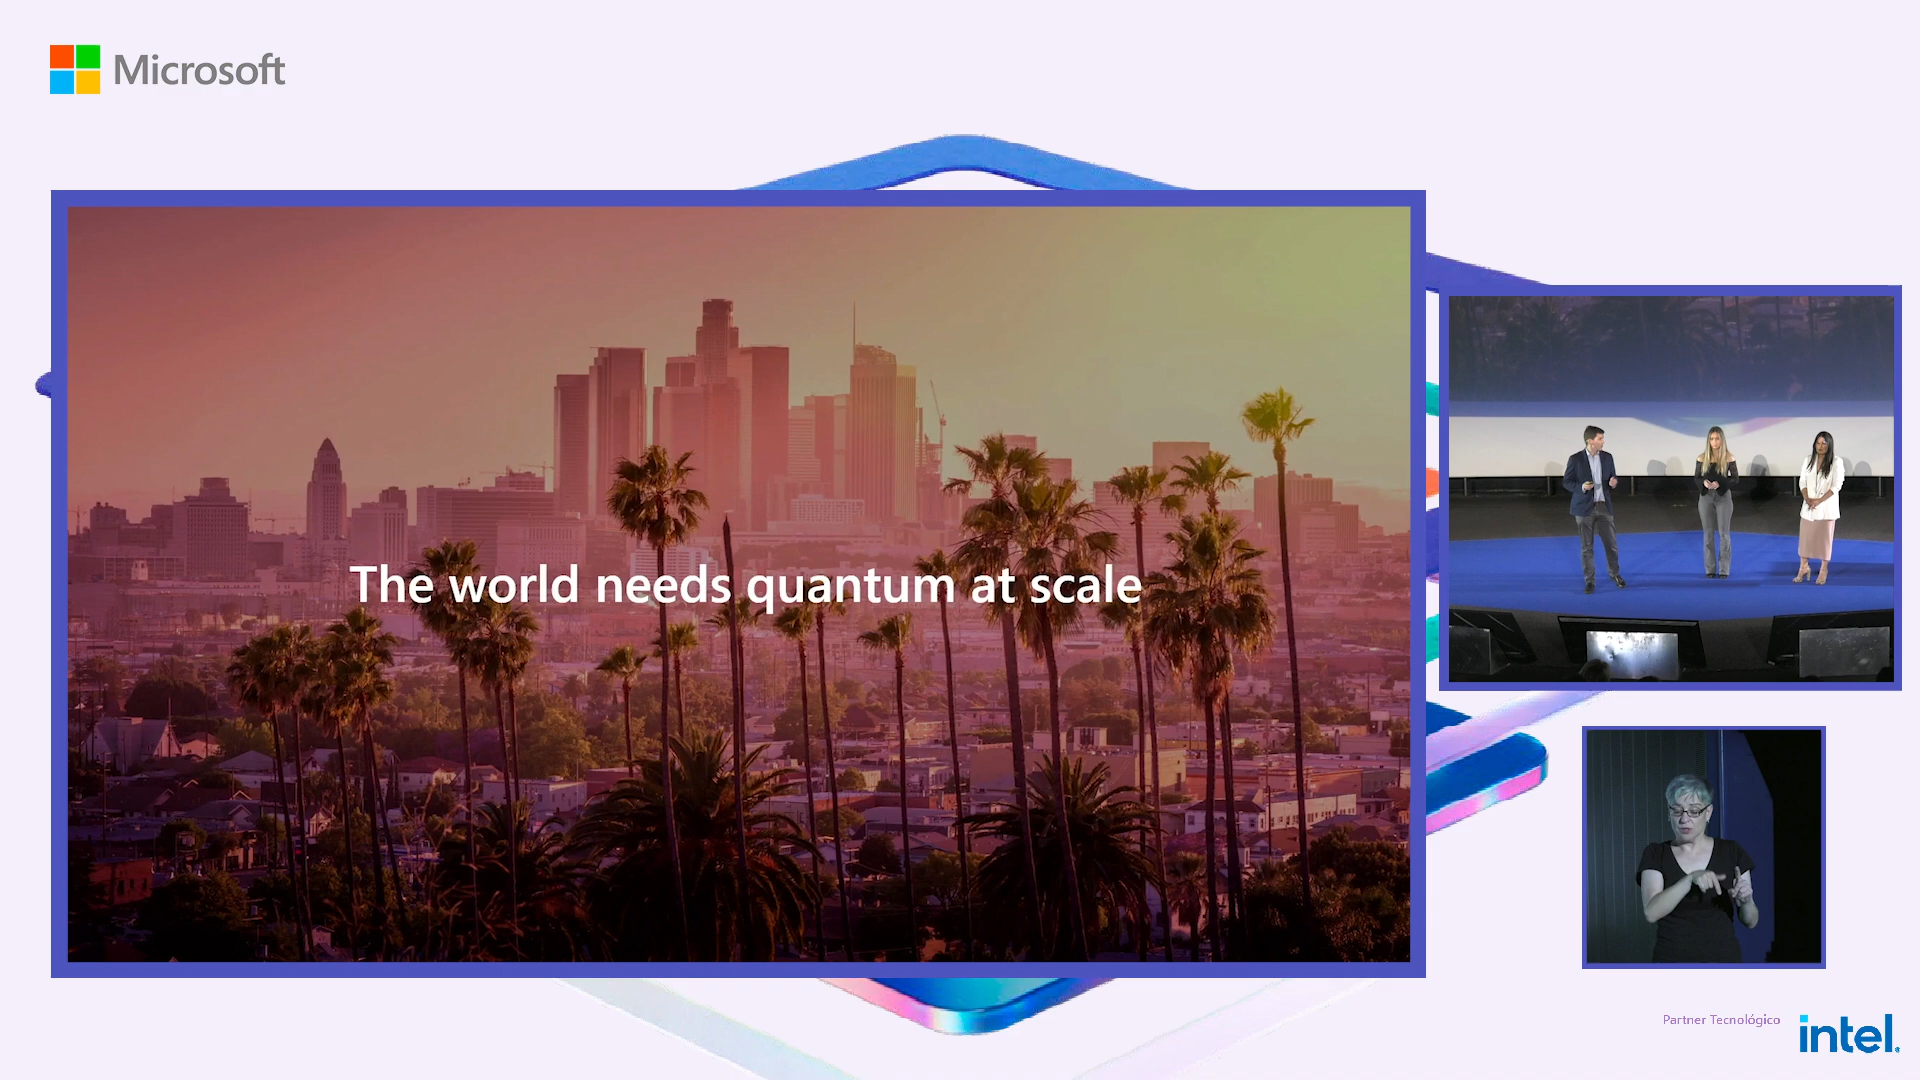 Microsoft
The world needs quantum at scale
Partner Tecnológico
intel.